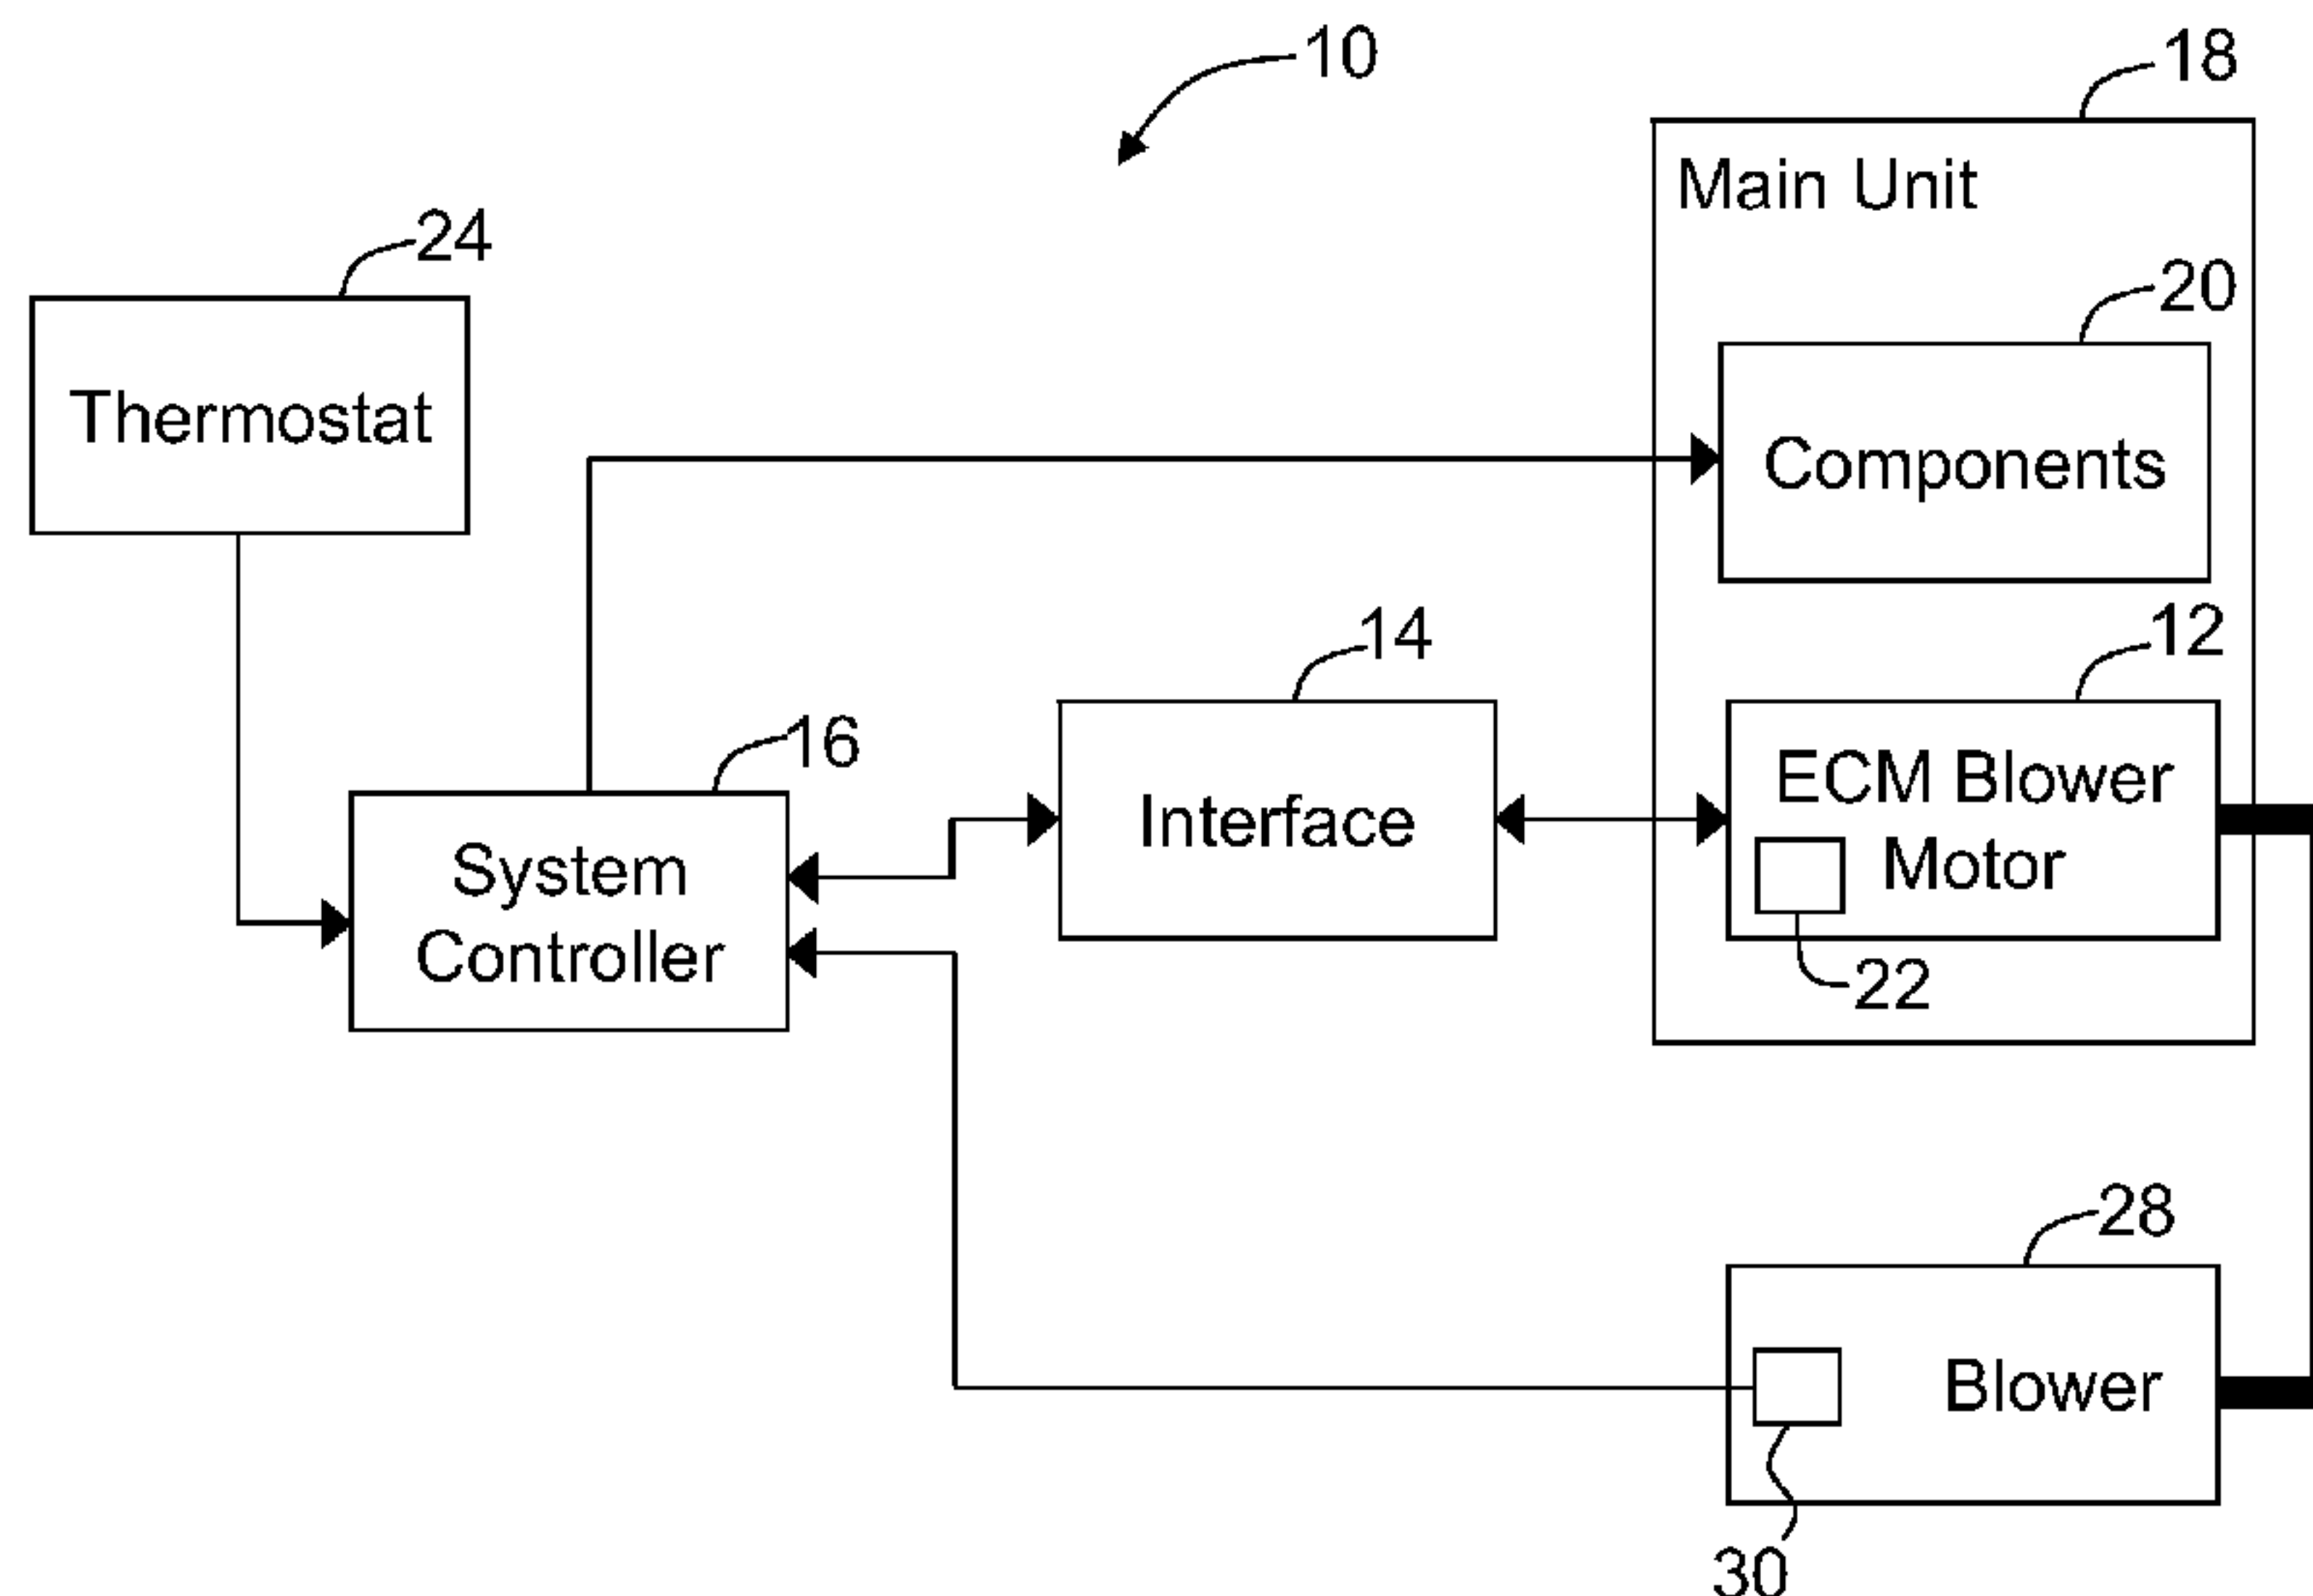 10
18
Main Unit
24
20
Thermostat
Components
14
12
16
ECM Blower
Motor
Interface
System
Controller
22
28
Blower
30